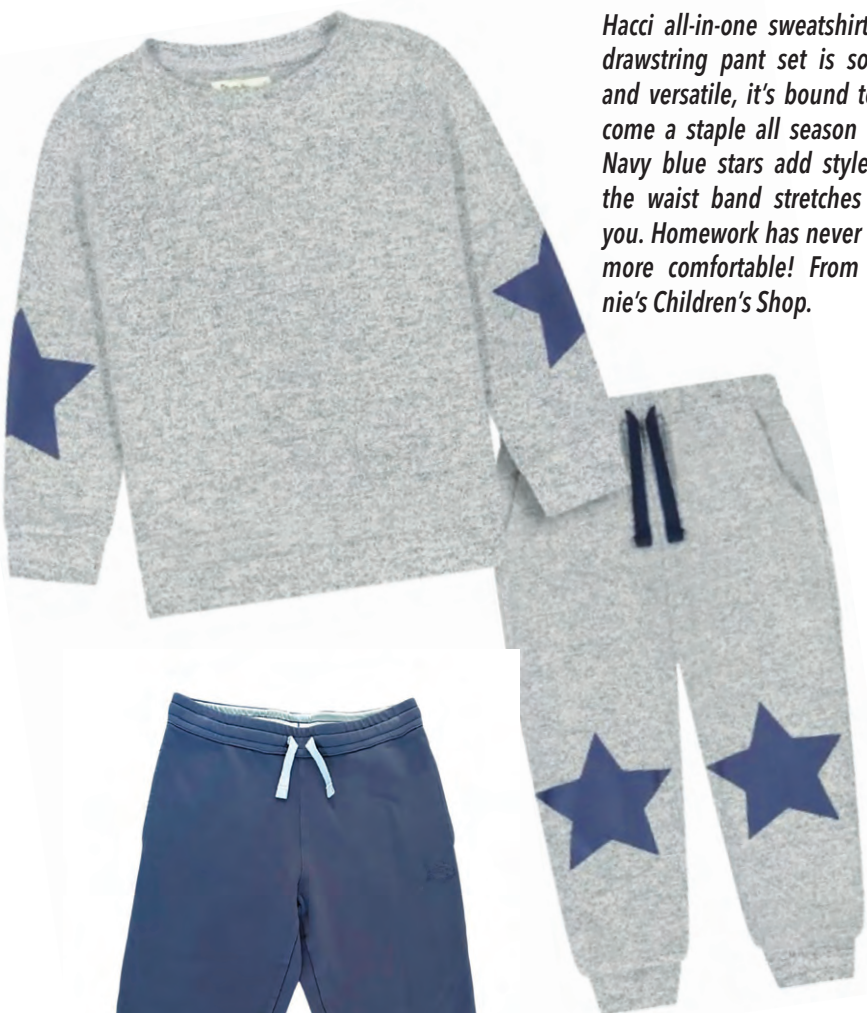 Hacci all-in-one sweatshirt
drawstring pant set is so
and versatile, it's bound t
come a staple all season
Navy blue stars add style
the waist band stretches
you. Homework has never
more comfortable! From
nie's Children's Shop.